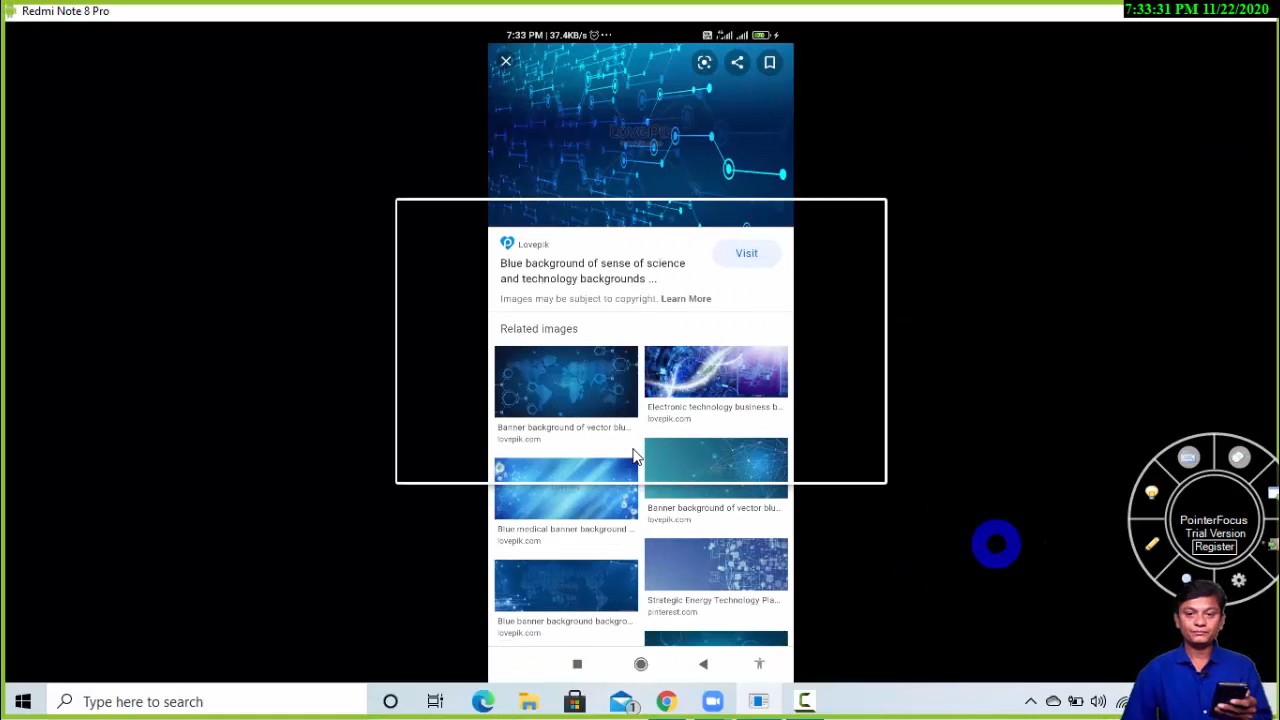 Redmi Note 8 Pro
7:33:31 PM 11/22/2020
7:33 PM | 37.4KB/s
LovePik
Lovepik
Visit
Blue background of sense of science
and technology backgrounds ...
Images may be subject to copyright. Learn More
Related images
Banner background of vector blu...
lovepik.com
Electronic technology business b...
lovepik.com
Blue medical banner background ...
lovepik.com
Banner background of vector blu...
lovepik.com
Blue banner background backgro...
lovepik.com
Strategic Energy Technology Pla...
pinterest.com
PointerFocus
Trial Version
Register
Type here to search
1